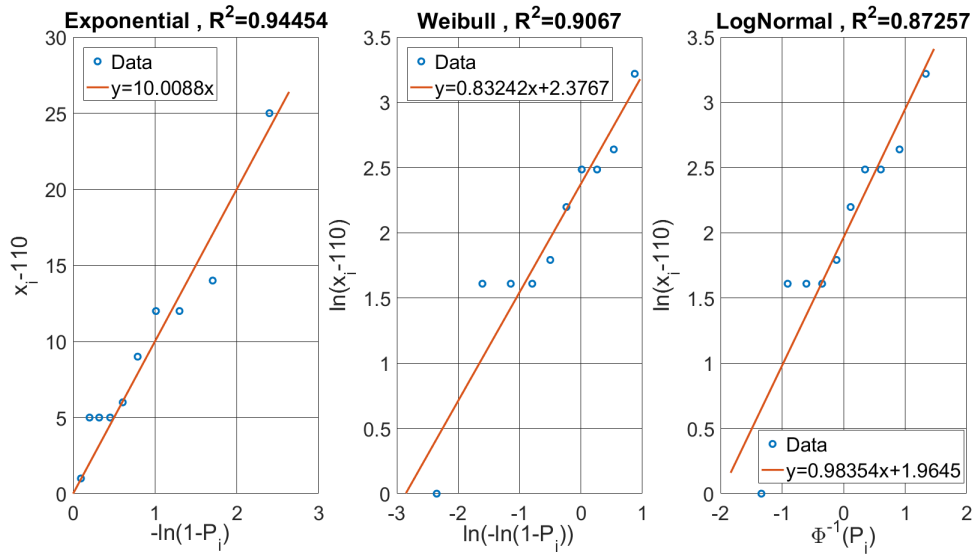 Exponential , R²=0.94454
30
25
20
15
10
5
0
0 1 2 3
x_i-110
-ln(1-P_i)
Data
y=10.0088x
Weibull , R²=0.9067
3.5
3
2.5
2
1.5
1
0.5
0
-3 -2 -1 0 1
ln(x_i-110)
ln(-ln(1-P_i))
Data
y=0.83242x+2.3767
LogNormal , R²=0.87257
3.5
3
2.5
2
1.5
1
0.5
0
-2 -1 0 1 2
ln(x_i-110)
Φ⁻¹(P_i)
Data
y=0.98354x+1.9645